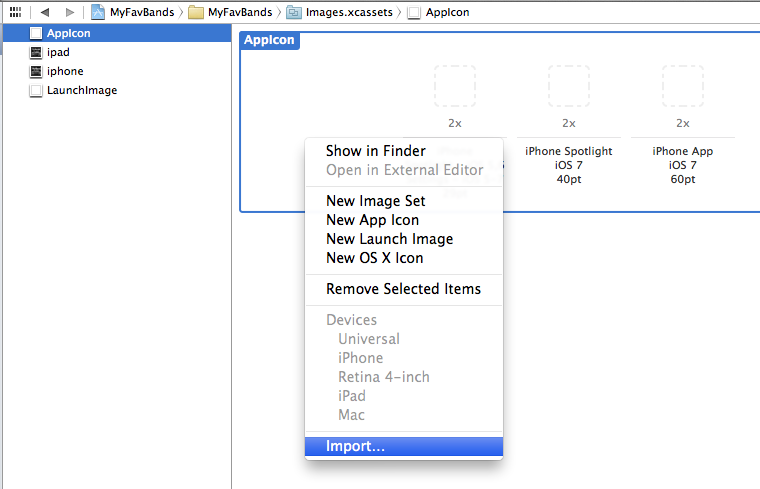 MyFavBands MyFavBands Images.xcassets AppIcon
AppIcon
ipad
iphone
LaunchImage
AppIcon
2x 2x 2x
iPhone Spotlight
iOS 7
40pt
iPhone App
iOS 7
60pt
Show in Finder
Open in External Editor
New Image Set
New App Icon
New Launch Image
New OS X Icon
Remove Selected Items
Devices
Universal
iPhone
Retina 4-inch
iPad
Mac
Import...